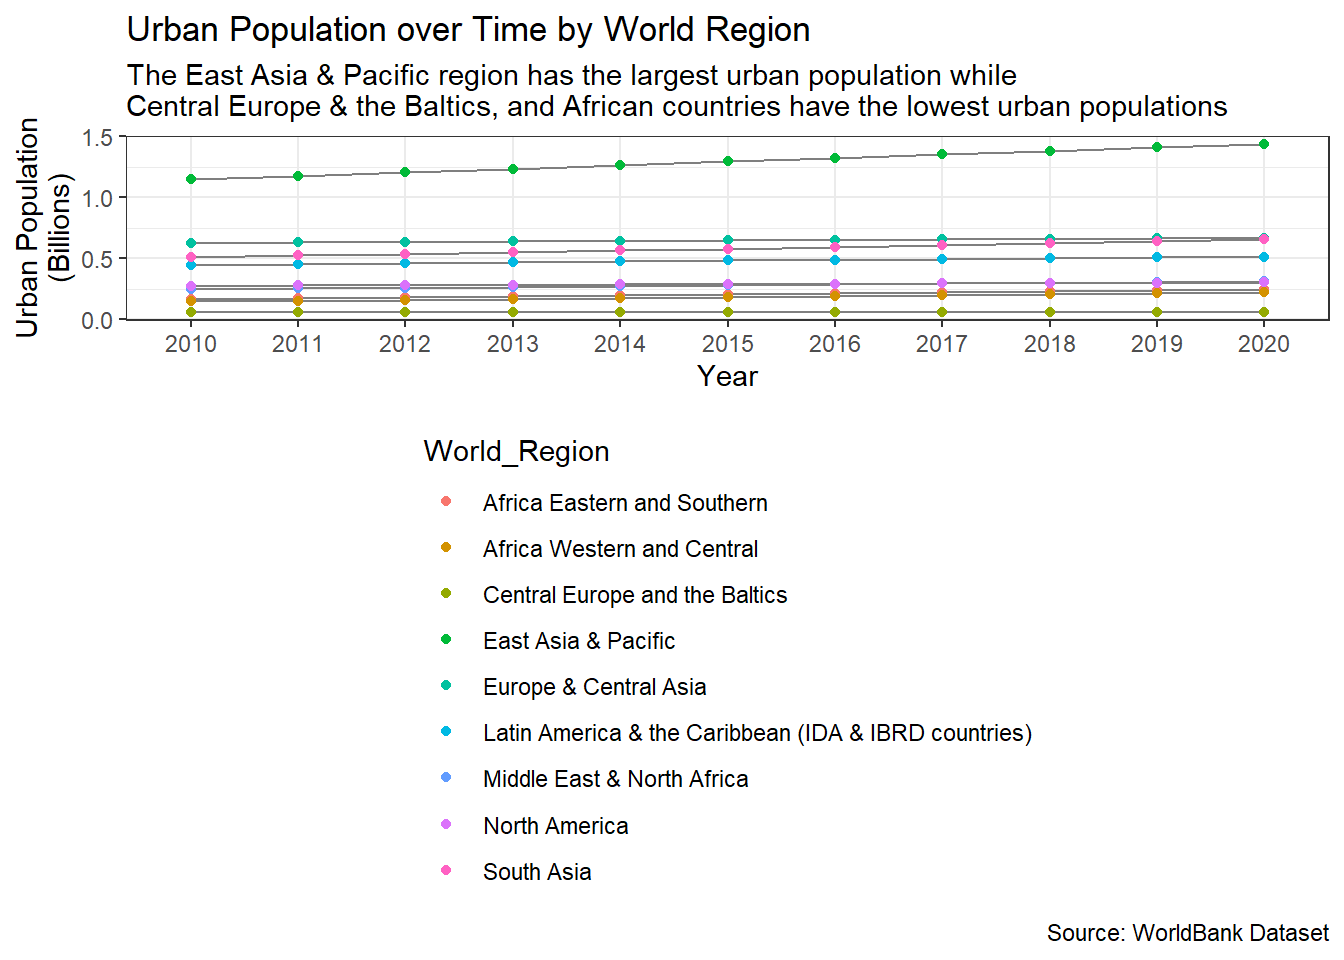 Urban Population over Time by World Region
The East Asia & Pacific region has the largest urban population while
Central Europe & the Baltics, and African countries have the lowest urban populations
Urban Population
(Billions)
1.5
1.0
0.5
0.0
2010 2011 2012 2013 2014 2015 2016 2017 2018 2019 2020
Year
World_Region
Africa Eastern and Southern
Africa Western and Central
Central Europe and the Baltics
East Asia & Pacific
Europe & Central Asia
Latin America & the Caribbean (IDA & IBRD countries)
Middle East & North Africa
North America
South Asia
Source: WorldBank Dataset